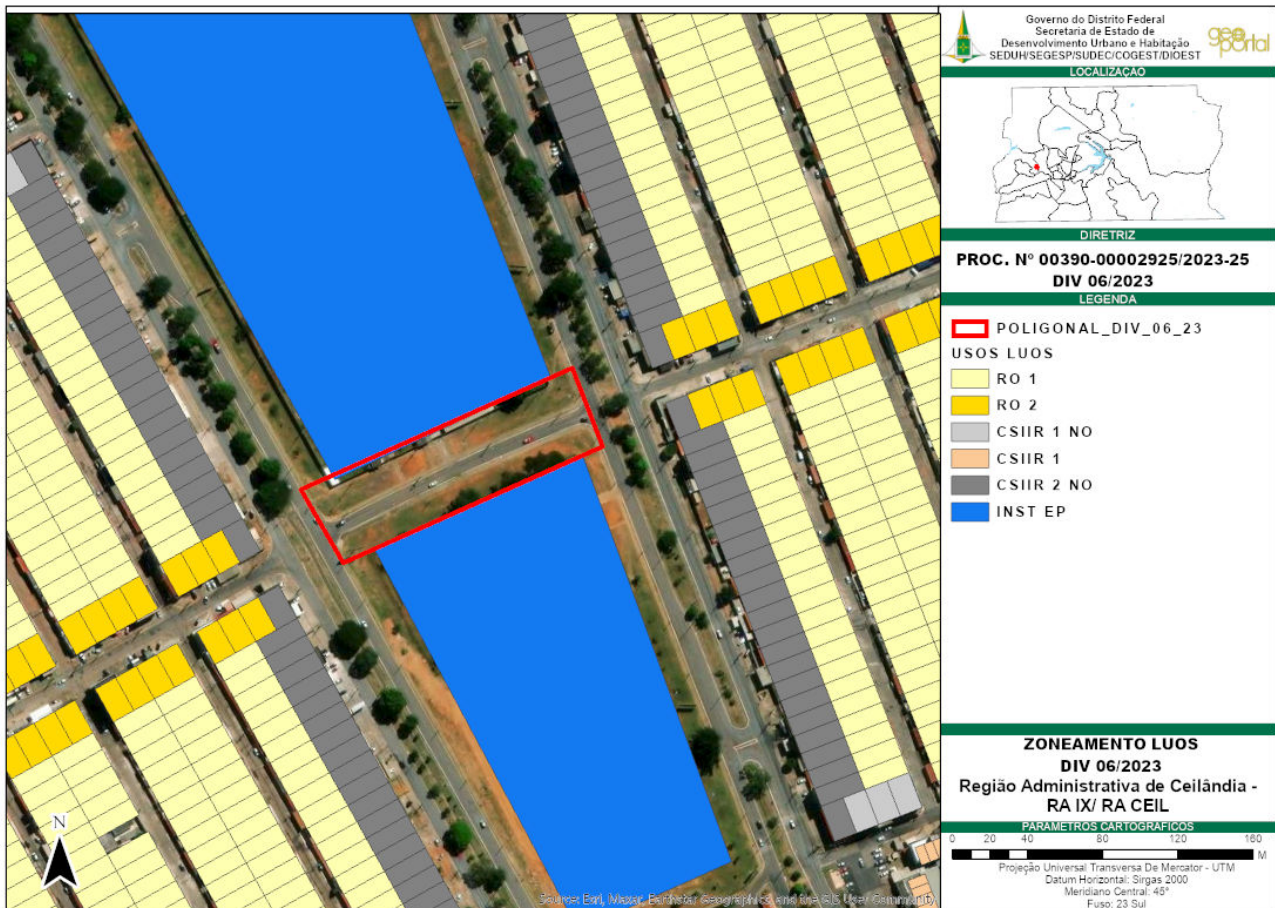 Governo do Distrito Federal
Secretaria de Estado de
Desenvolvimento Urbano e Habitação
SEDUH/SEGESP/SUDEC/COGEST/DIOEST
geo
portal
LOCALIZAÇÃO
DIRETRIZ
PROC. Nº 00390-00002925/2023-25
DIV 06/2023
LEGENDA
POLIGONAL_DIV_06_23
USOS LUOS
RO 1
RO 2
CSIIR 1 NO
CSIIR 1
CSIIR 2 NO
INST EP
ZONEAMENTO LUOS
DIV 06/2023
Região Administrativa de Ceilândia -
RA IX/ RA CEIL
PARAMETROS CARTOGRAFICOS
0 20 40 80 120 160
M
Projeção Universal Transversa De Mercator - UTM
Datum Horizontal: Sirgas 2000
Meridiano Central: 45°
Fuso: 23 Sul
N
Source: Esri, Maxar, Earthstar Geographics, and the GIS User Community